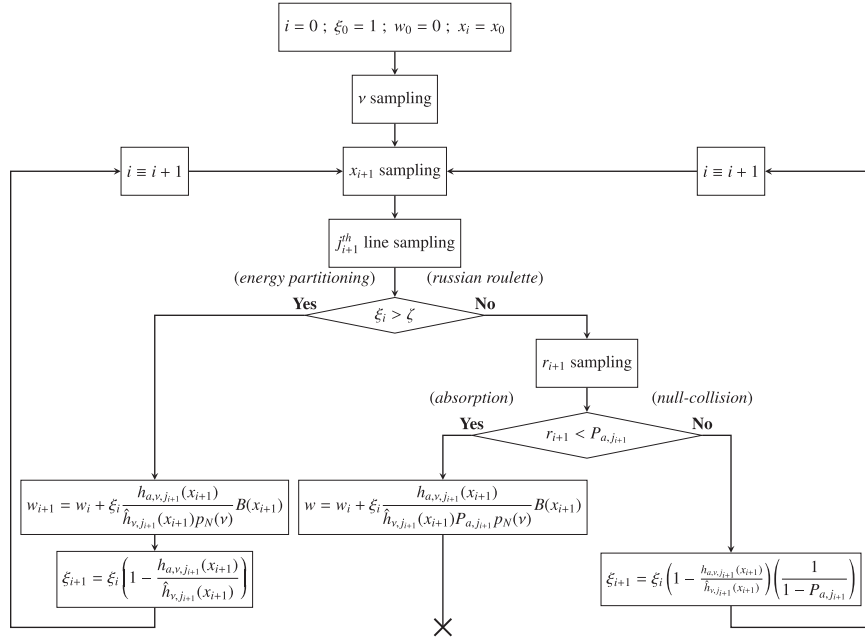 i = 0 ; ξ₀ = 1 ; w₀ = 0 ; xᵢ = x₀
ν sampling
i ≡ i + 1
x_{i+1} sampling
i ≡ i + 1
j_{i+1}^{th} line sampling
(energy partitioning) (russian roulette)
Yes
No
ξ_i > ζ
r_{i+1} sampling
(absorption)
(null-collision)
Yes
No
r_{i+1} < P_{a,j_{i+1}}
w_{i+1} = w_i + ξ_i \frac{h_{a,ν,j_{i+1}}(x_{i+1})}{\hat{h}_{ν,j_{i+1}}(x_{i+1})p_N(ν)} B(x_{i+1})
w = w_i + ξ_i \frac{h_{a,ν,j_{i+1}}(x_{i+1})}{\hat{h}_{ν,j_{i+1}}(x_{i+1})P_{a,j_{i+1}}p_N(ν)} B(x_{i+1})
ξ_{i+1} = ξ_i \left(1 - \frac{h_{a,ν,j_{i+1}}(x_{i+1})}{\hat{h}_{ν,j_{i+1}}(x_{i+1})}\right)
ξ_{i+1} = ξ_i \left(1 - \frac{h_{a,ν,j_{i+1}}(x_{i+1})}{\hat{h}_{ν,j_{i+1}}(x_{i+1})}\right) \left(\frac{1}{1 - P_{a,j_{i+1}}}\right)